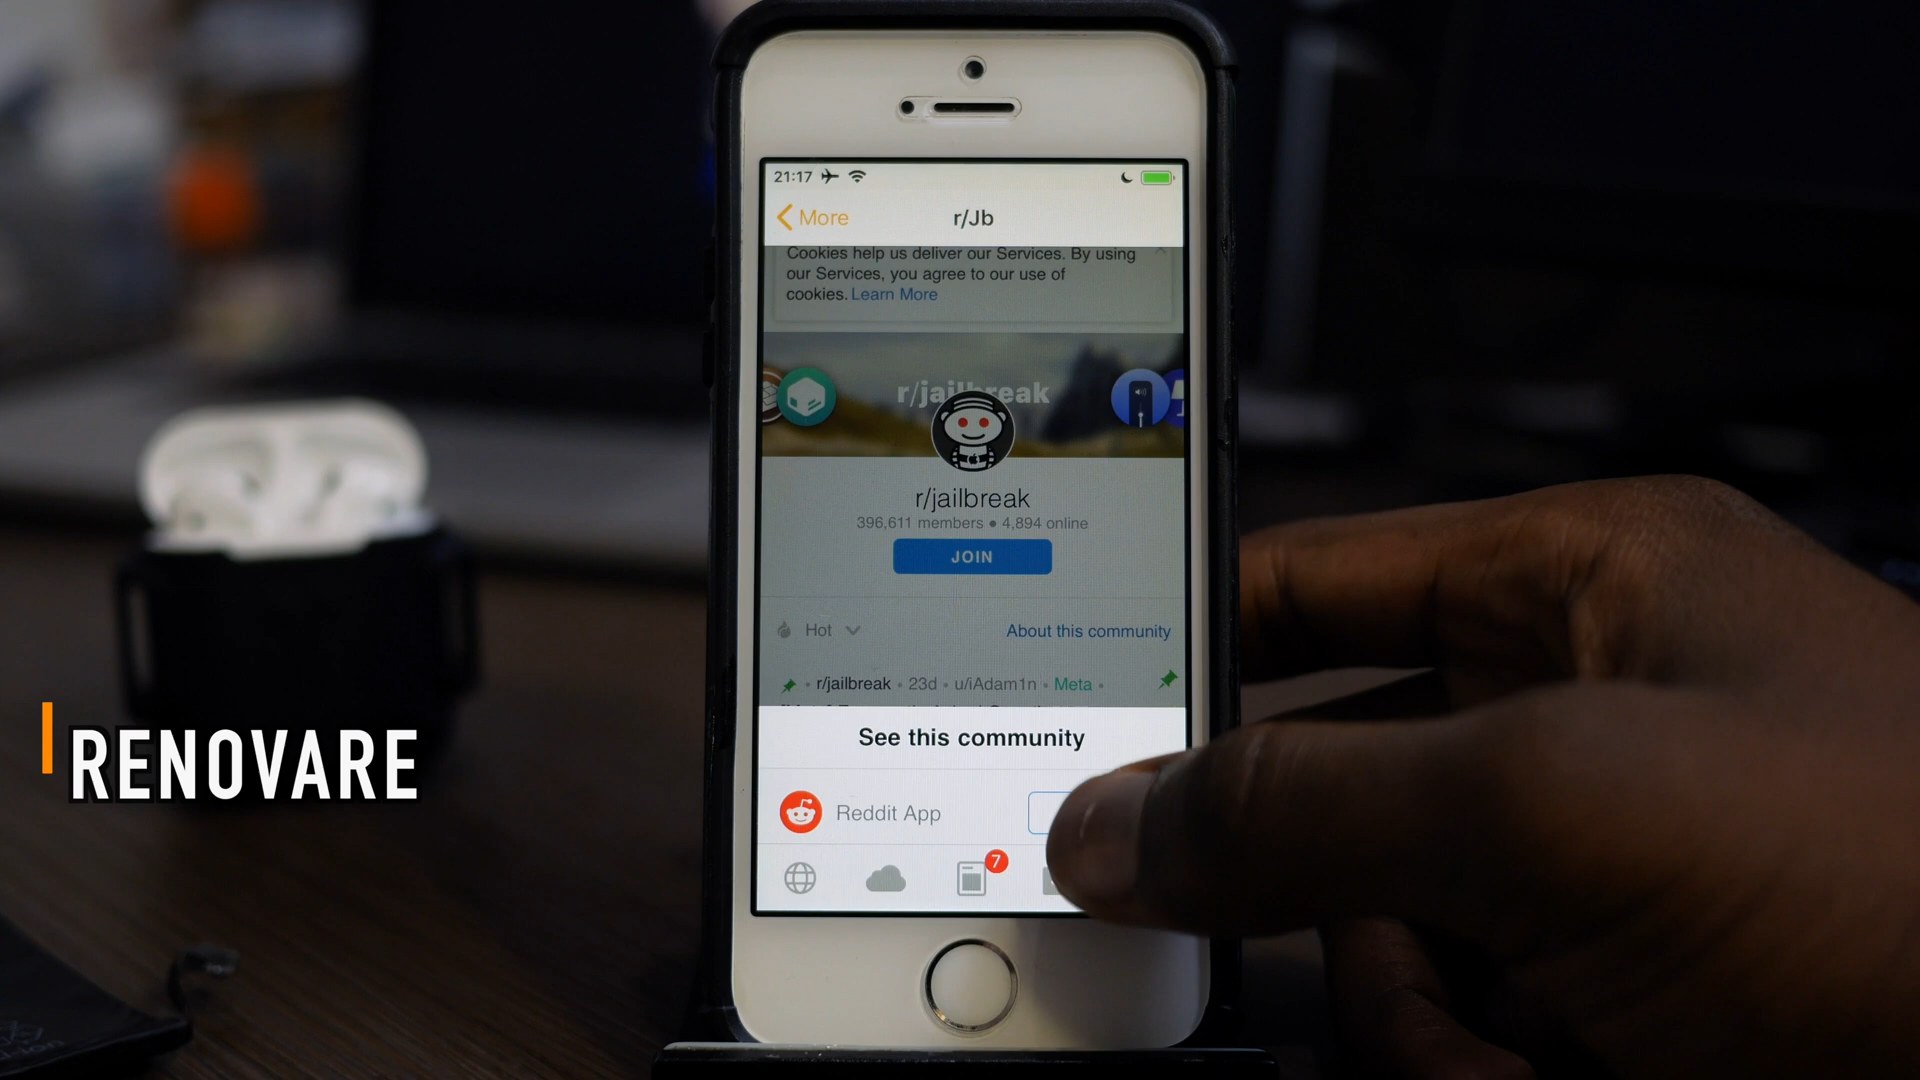 21:17
More
r/Jb
Cookies help us deliver our Services. By using
our Services, you agree to our use of
cookies. Learn More
r/jailbreak
r/jailbreak
396,611 members • 4,894 online
JOIN
Hot
About this community
• r/jailbreak • 23d • u/iAdam1n • Meta •
See this community
Reddit App
7
RENOVARE